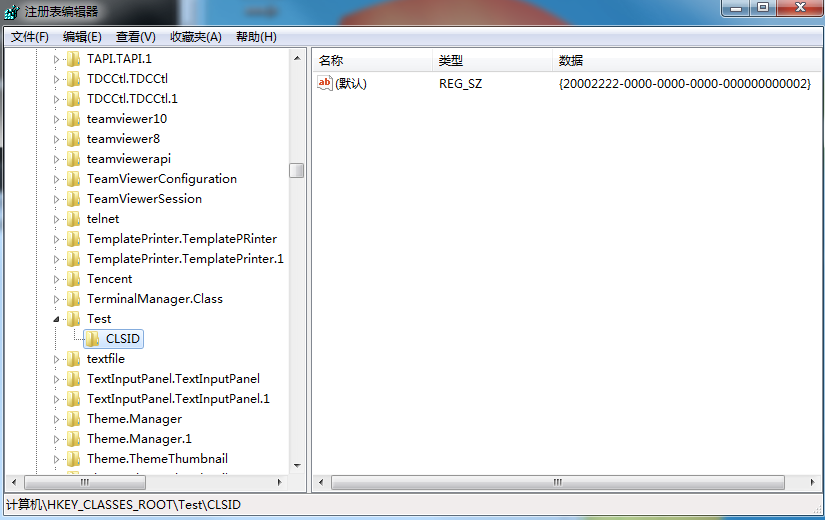 注册表编辑器
文件(F) 编辑(E) 查看(V) 收藏夹(A) 帮助(H)
TAPI.TAPI.1
TDCCtl.TDCCtl
TDCCtl.TDCCtl.1
teamviewer10
teamviewer8
teamviewerapi
TeamViewerConfiguration
TeamViewerSession
telnet
TemplatePrinter.TemplatePRinter
TemplatePrinter.TemplatePrinter.1
Tencent
TerminalManager.Class
Test
CLSID
textfile
TextInputPanel.TextInputPanel
TextInputPanel.TextInputPanel.1
Theme.Manager
Theme.Manager.1
Theme.ThemeThumbnail
名称 类型 数据
ab (默认) REG_SZ {20002222-0000-0000-0000-000000000002}
计算机\HKEY_CLASSES_ROOT\Test\CLSID